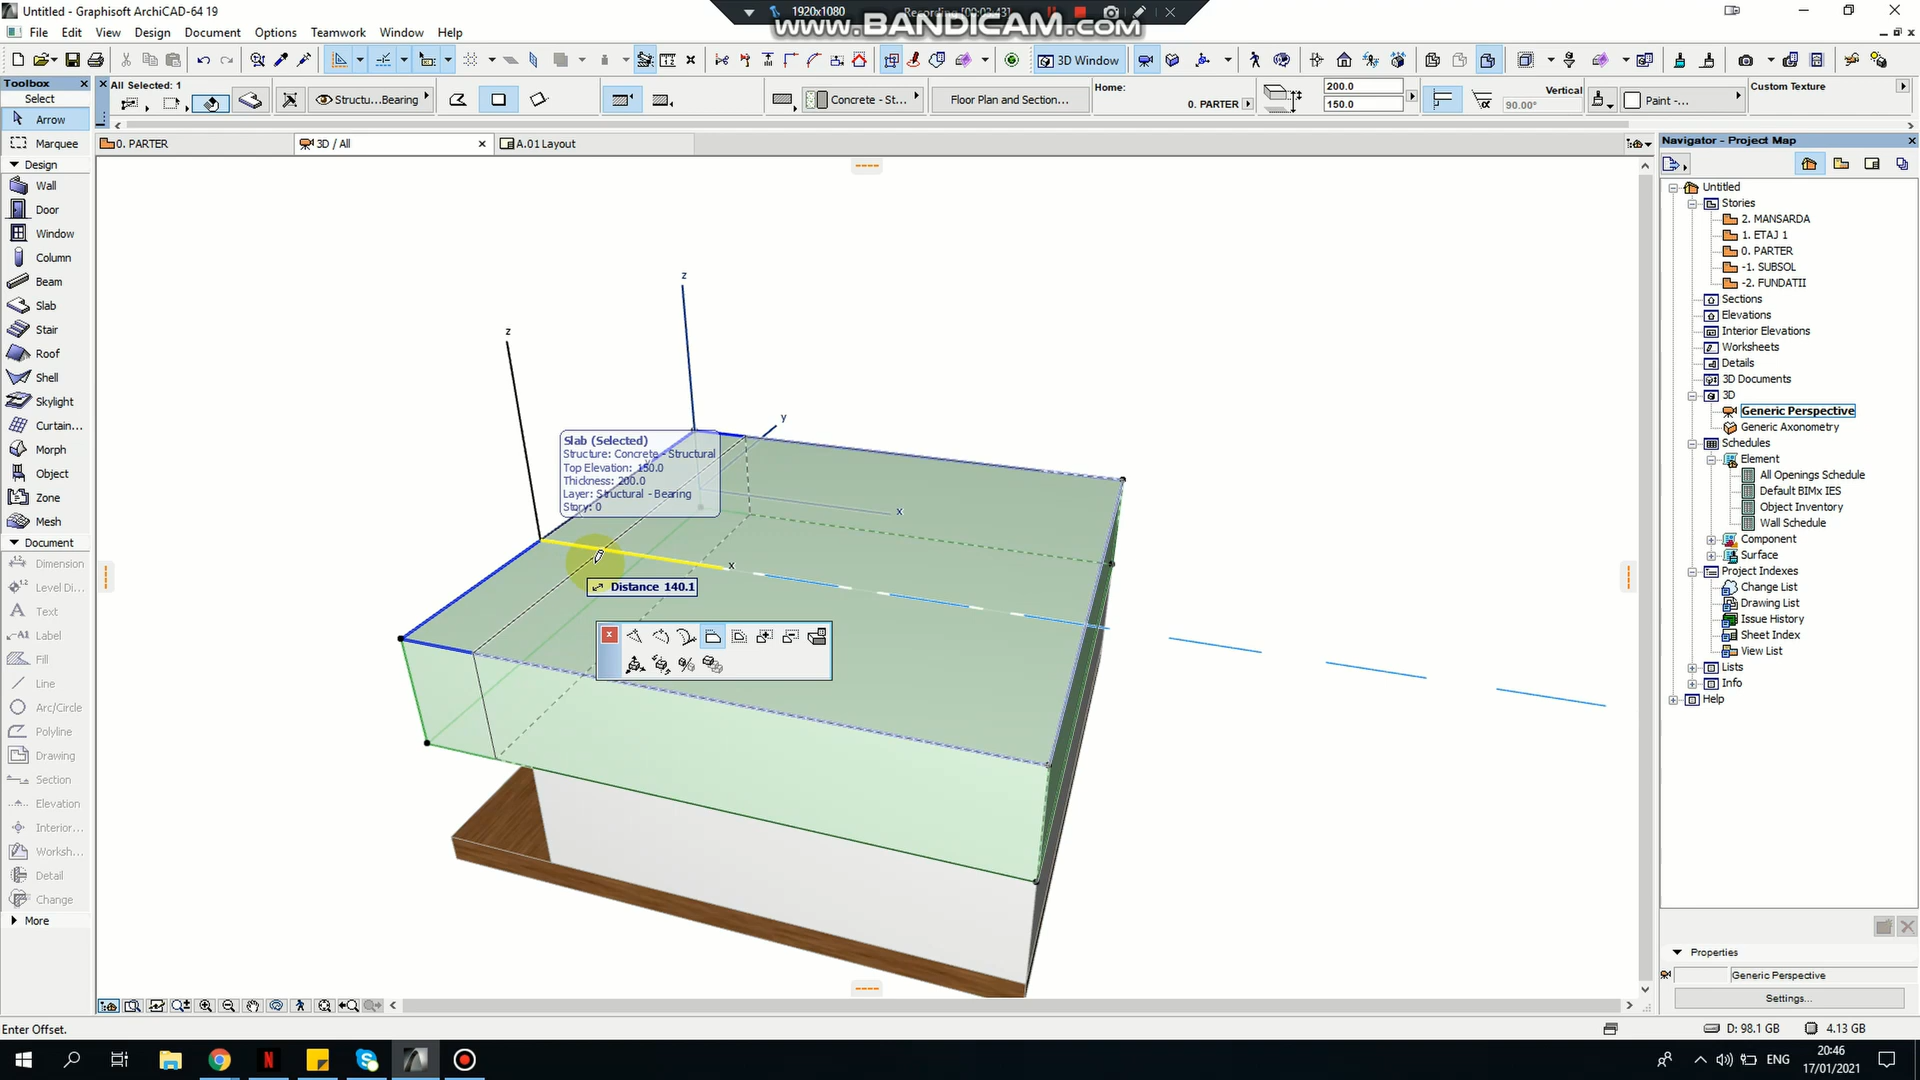 Untitled - Graphisoft ArchiCAD-64 19
1920x1080
Recording [00:03:43]
www.BANDICAM.com
File Edit View Design Document Options Teamwork Window Help
3D Window
Toolbox
Select
Arrow
Marquee
Design
Wall
Door
Window
Column
Beam
Slab
Stair
Roof
Shell
Skylight
Curtain...
Morph
Object
Zone
Mesh
Document
Dimension
Level Di...
Text
Label
Fill
Line
Arc/Circle
Polyline
Drawing
Section
Elevation
Interior...
Worksh...
Detail
Change
More
All Selected: 1
Structu...Bearing
Concrete - St...
Floor Plan and Section...
Home:
0. PARTER
200.0
150.0
Vertical
90.00°
Paint -...
Custom Texture
0. PARTER
3D / All
A.01 Layout
z
z
y
x
x
Slab (Selected)
Structure: Concrete - Structural
Top Elevation: 150.0
Thickness: 200.0
Layer: Structural - Bearing
Story: 0
Distance 140.1
Navigator - Project Map
Untitled
Stories
2. MANSARDA
1. ETAJ 1
0. PARTER
-1. SUBSOL
-2. FUNDATII
Sections
Elevations
Interior Elevations
Worksheets
Details
3D Documents
3D
Generic Perspective
Generic Axonometry
Schedules
Element
All Openings Schedule
Default BIMx IES
Object Inventory
Wall Schedule
Component
Surface
Project Indexes
Change List
Drawing List
Issue History
Sheet Index
View List
Lists
Info
Help
Properties
Generic Perspective
Settings...
Enter Offset.
D: 98.1 GB
4.13 GB
ENG
20:46
17/01/2021